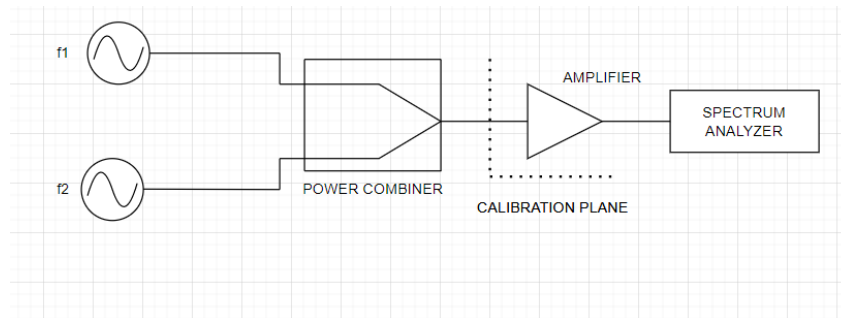 f1
AMPLIFIER
SPECTRUM
ANALYZER
f2
POWER COMBINER
CALIBRATION PLANE